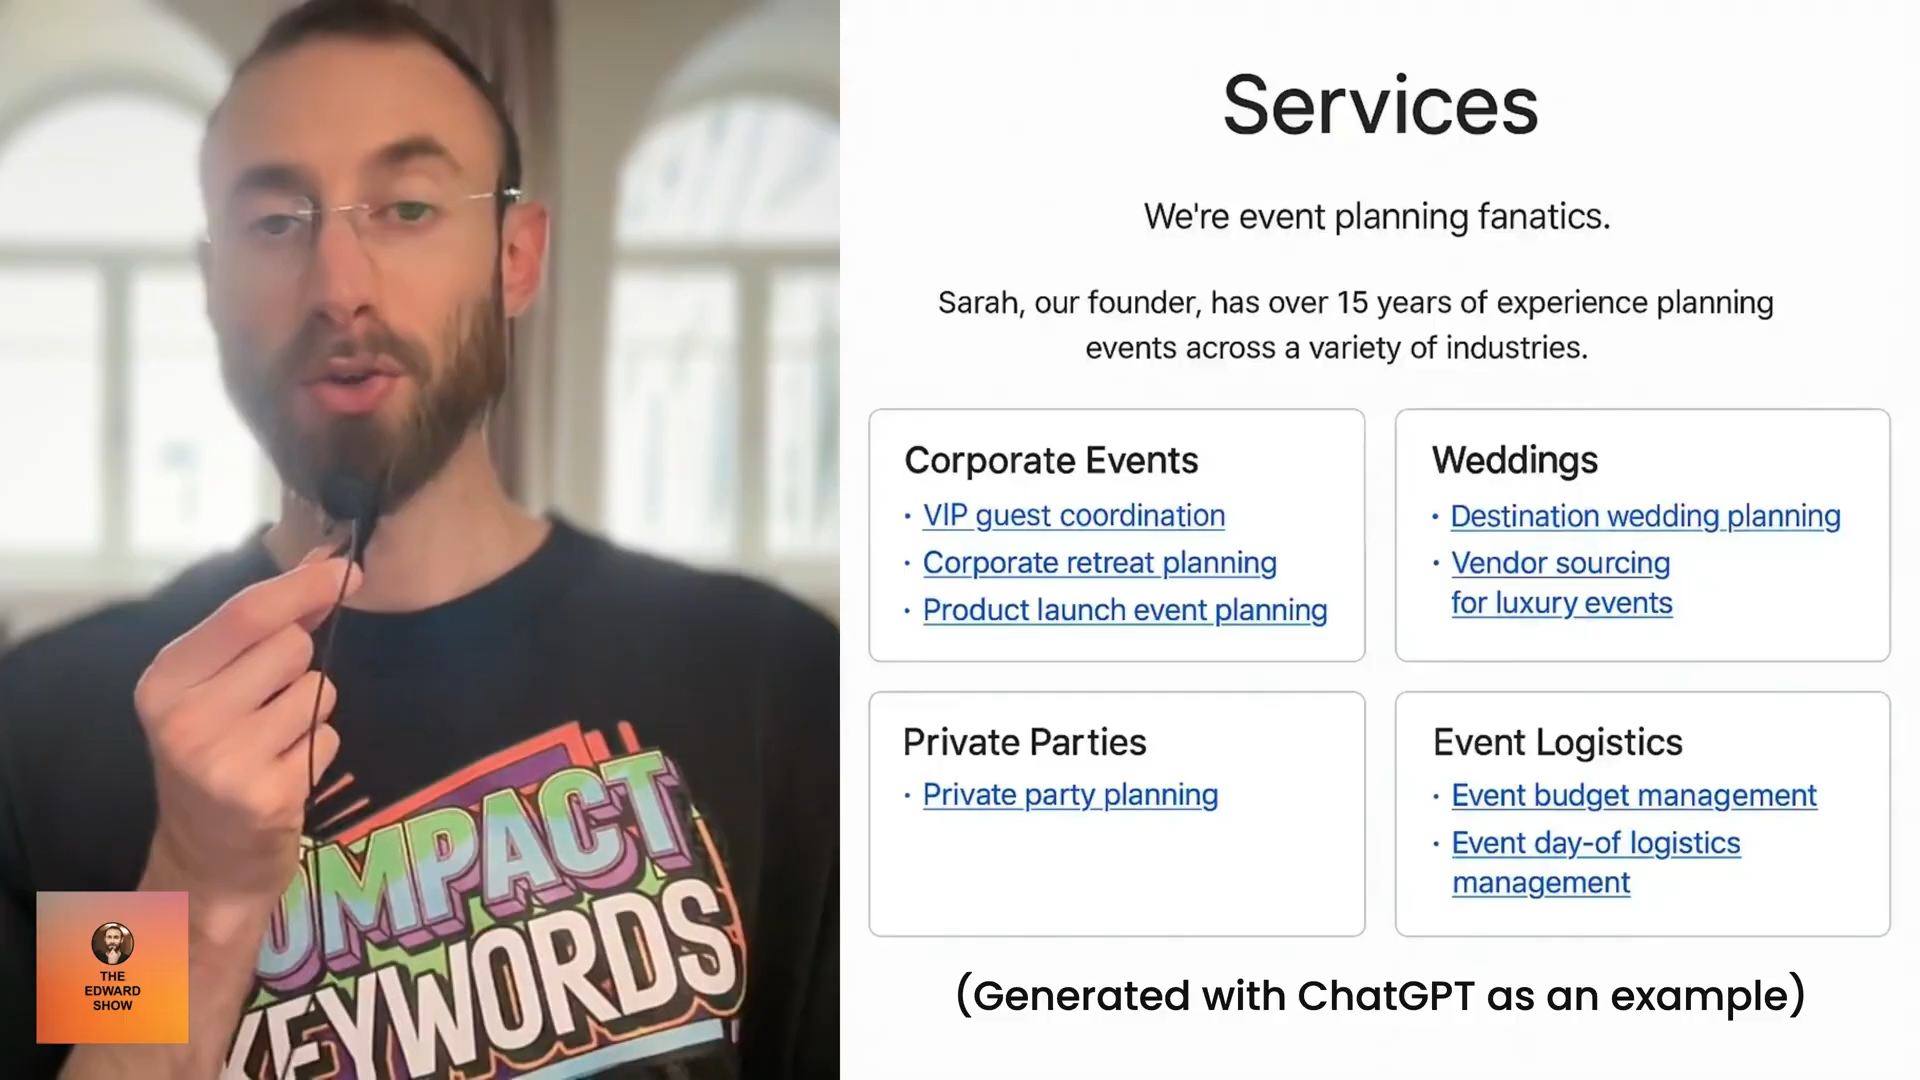 Services
We're event planning fanatics.
Sarah, our founder, has over 15 years of experience planning
events across a variety of industries.
Corporate Events
• VIP guest coordination
• Corporate retreat planning
• Product launch event planning
Weddings
• Destination wedding planning
• Vendor sourcing
for luxury events
Private Parties
• Private party planning
Event Logistics
• Event budget management
• Event day-of logistics
management
(Generated with ChatGPT as an example)
OMPACT
KEYWORDS
THE
EDWARD
SHOW